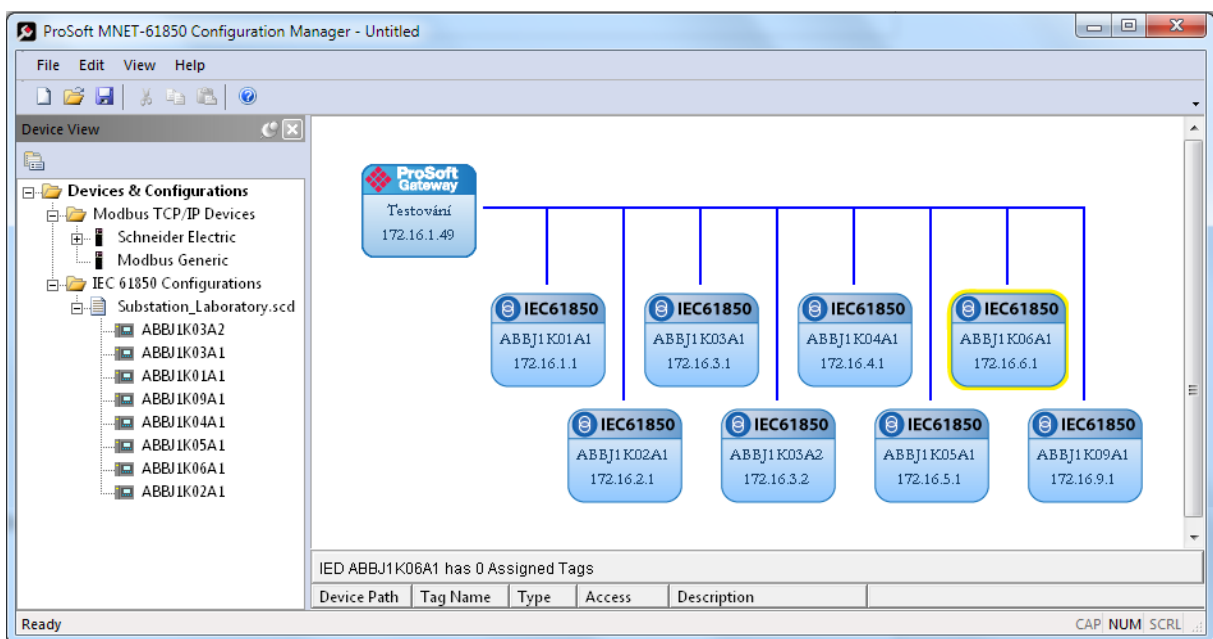 ProSoft MNET-61850 Configuration Manager - Untitled
File Edit View Help
Device View
Devices & Configurations
Modbus TCP/IP Devices
Schneider Electric
Modbus Generic
IEC 61850 Configurations
Substation_Laboratory.scd
ABBJ1K03A2
ABBJ1K03A1
ABBJ1K01A1
ABBJ1K09A1
ABBJ1K04A1
ABBJ1K05A1
ABBJ1K06A1
ABBJ1K02A1
ProSoft
Gateway
Testování
172.16.1.49
IEC61850
ABBJ1K01A1
172.16.1.1
IEC61850
ABBJ1K03A1
172.16.3.1
IEC61850
ABBJ1K04A1
172.16.4.1
IEC61850
ABBJ1K06A1
172.16.6.1
IEC61850
ABBJ1K02A1
172.16.2.1
IEC61850
ABBJ1K03A2
172.16.3.2
IEC61850
ABBJ1K05A1
172.16.5.1
IEC61850
ABBJ1K09A1
172.16.9.1
IED ABBJ1K06A1 has 0 Assigned Tags
Device Path Tag Name Type Access Description
Ready CAP NUM SCRL